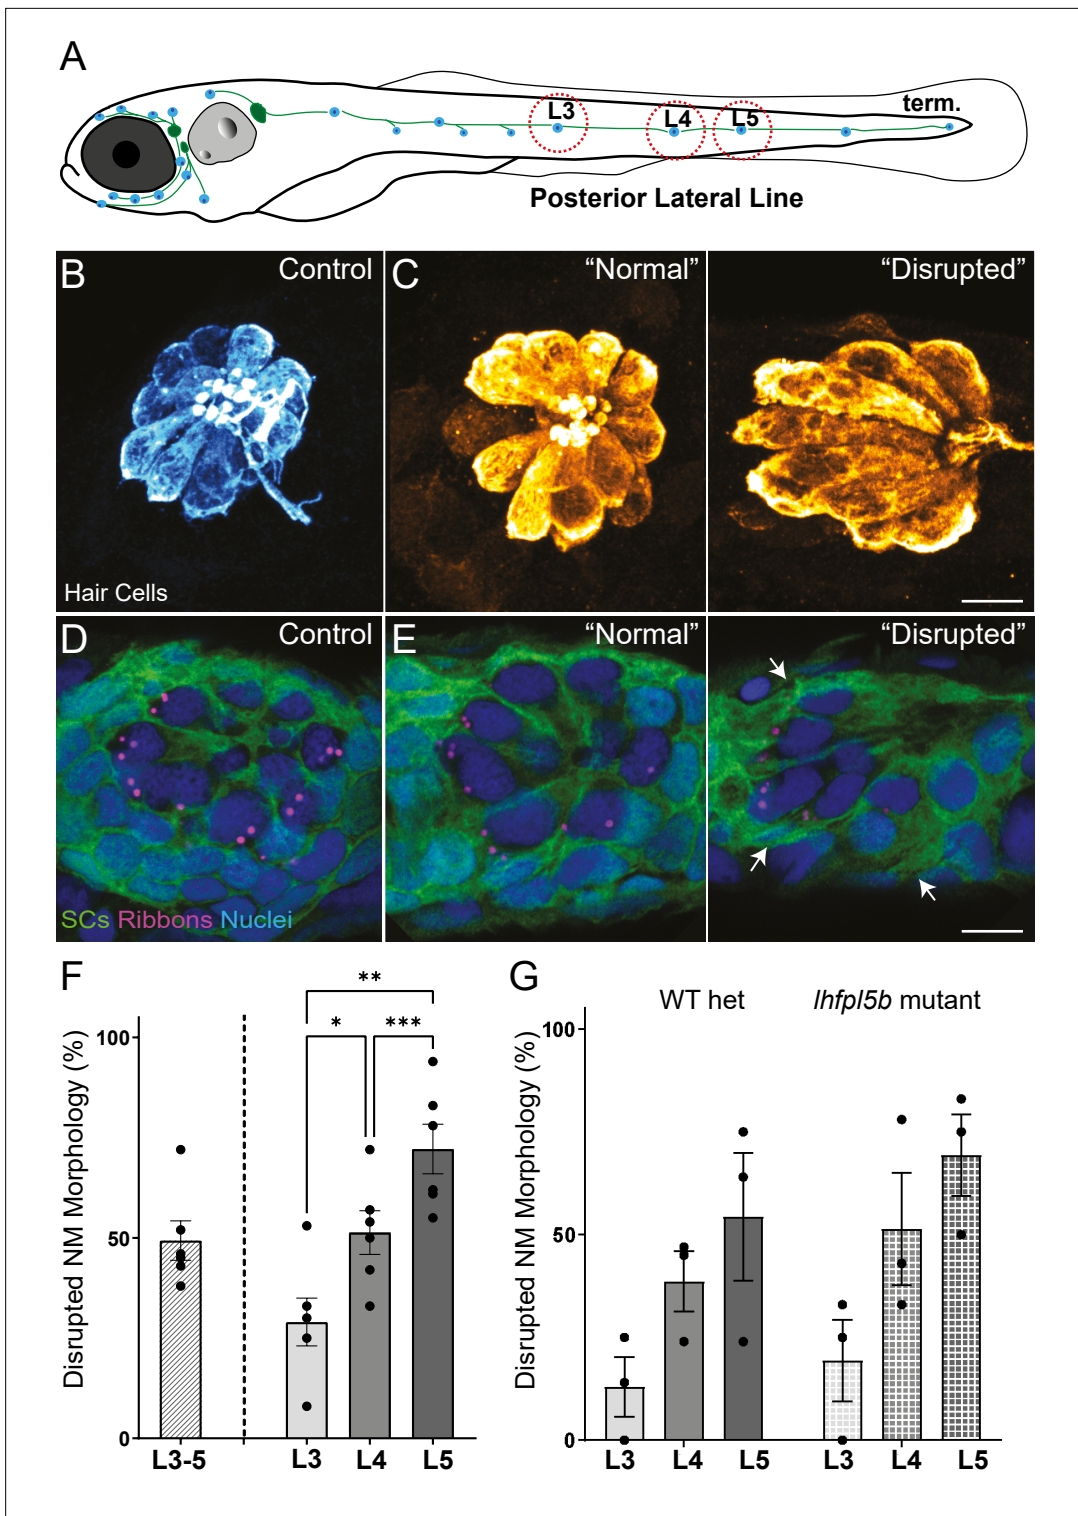 A
L3
L4
L5
term.
Posterior Lateral Line
B
Control
C
“Normal”
“Disrupted”
Hair Cells
D
Control
E
“Normal”
“Disrupted”
SCs Ribbons Nuclei
F
Disrupted NM Morphology (%)
100
50
0
**
*
***
L3-5
L3
L4
L5
G
WT het
lhfpl5b mutant
Disrupted NM Morphology (%)
100
50
0
L3
L4
L5
L3
L4
L5